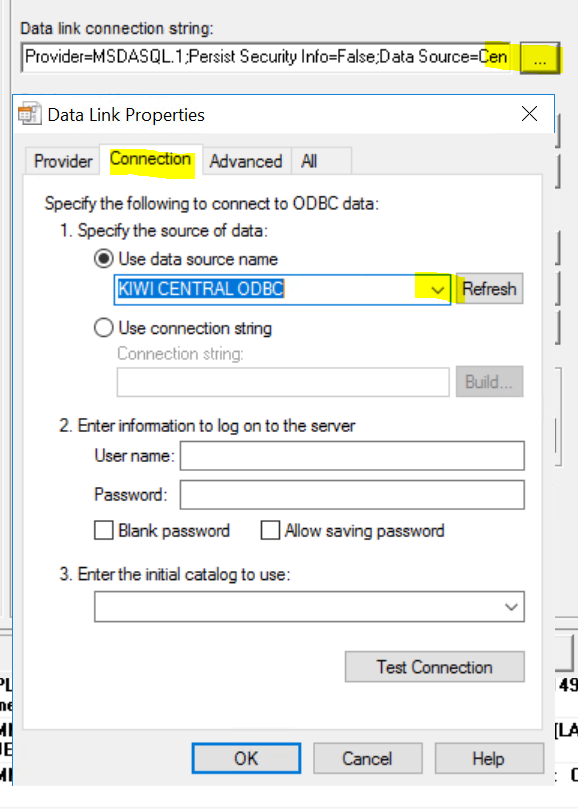 Data link connection string:
Provider=MSDASQL.1;Persist Security Info=False;Data Source=Cen ...
Data Link Properties
Provider Connection Advanced All
Specify the following to connect to ODBC data:
1. Specify the source of data:
Use data source name
KIWI CENTRAL ODBC Refresh
Use connection string
Connection string:
Build...
2. Enter information to log on to the server
User name:
Password:
Blank password Allow saving password
3. Enter the initial catalog to use:
Test Connection
OK Cancel Help